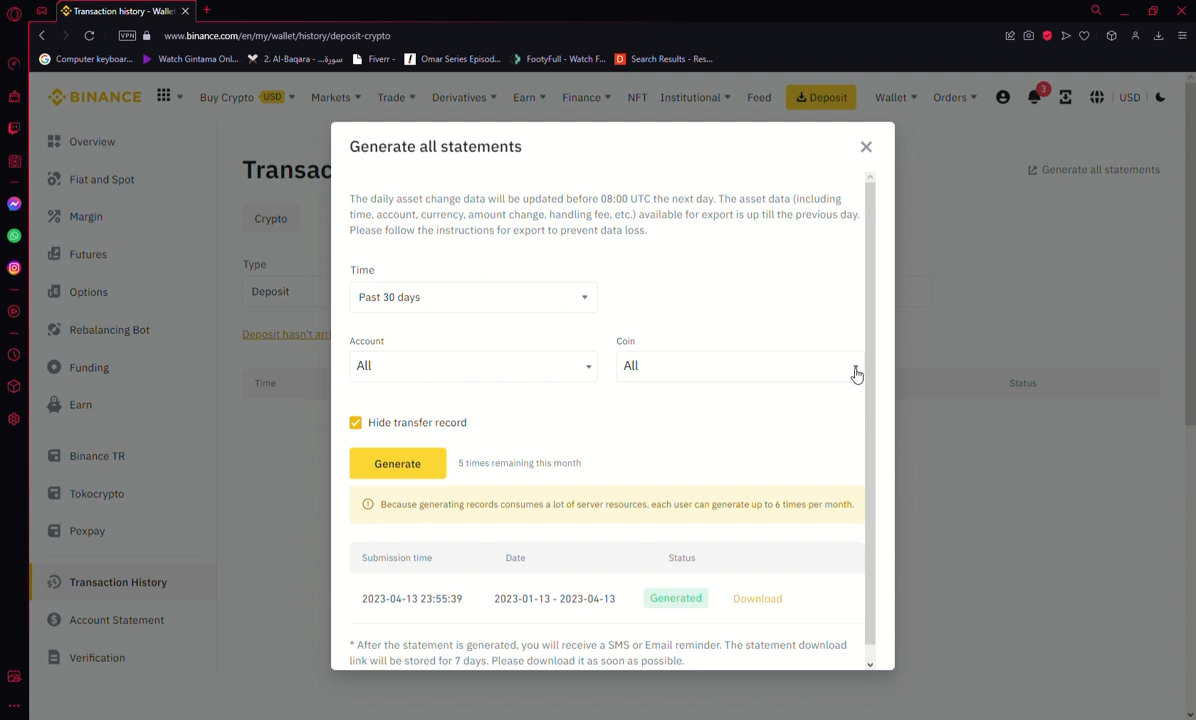 Transaction history - Walle
VPN
www.binance.com/en/my/wallet/history/deposit-crypto
Computer keyboar...
Watch Gintama Onl...
2. Al-Baqara - ...سورة
Fiverr -
Omar Series Episod...
FootyFull - Watch F...
Search Results - Res...
BINANCE
Buy Crypto USD
Markets
Trade
Derivatives
Earn
Finance
NFT
Institutional
Feed
Deposit
Wallet
Orders
3
USD
Overview
Fiat and Spot
Margin
Futures
Options
Rebalancing Bot
Funding
Earn
Binance TR
Tokocrypto
Pexpay
Transaction History
Account Statement
Verification
Transac
Generate all statements
Crypto
Type
Deposit
Deposit hasn't arri
Time
Status
Generate all statements
The daily asset change data will be updated before 08:00 UTC the next day. The asset data (including
time, account, currency, amount change, handling fee, etc.) available for export is up till the previous day.
Please follow the instructions for export to prevent data loss.
Time
Past 30 days
Account
Coin
All
All
Hide transfer record
Generate
5 times remaining this month
Because generating records consumes a lot of server resources, each user can generate up to 6 times per month.
Submission time
Date
Status
2023-04-13 23:55:39
2023-01-13 - 2023-04-13
Generated
Download
* After the statement is generated, you will receive a SMS or Email reminder. The statement download
link will be stored for 7 days. Please download it as soon as possible.